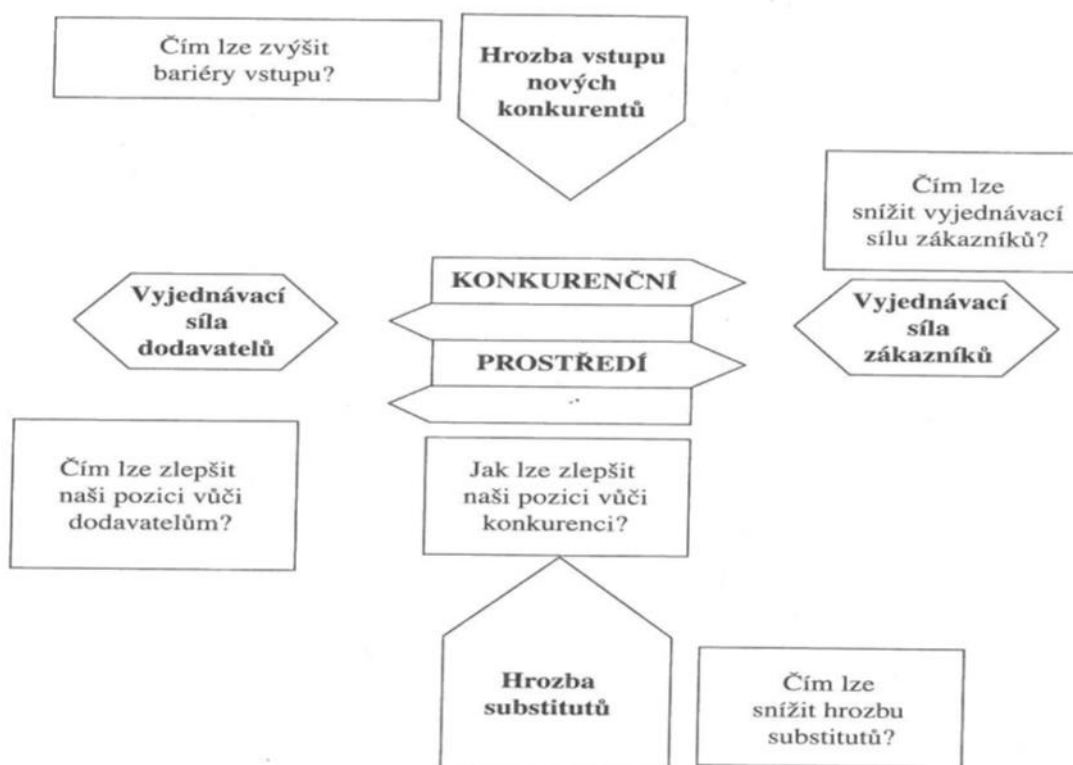 Čím lze zvýšit
bariéry vstupu?
Hrozba vstupu
nových
konkurentů
Čím lze
snížit vyjednávací
sílu zákazníků?
Vyjednávací
síla
dodavatelů
KONKURENČNÍ
PROSTŘEDÍ
Vyjednávací
síla
zákazníků
Čím lze zlepšit
naši pozici vůči
dodavatelům?
Jak lze zlepšit
naši pozici vůči
konkurenci?
Hrozba
substitutů
Čím lze
snížit hrozbu
substitutů?